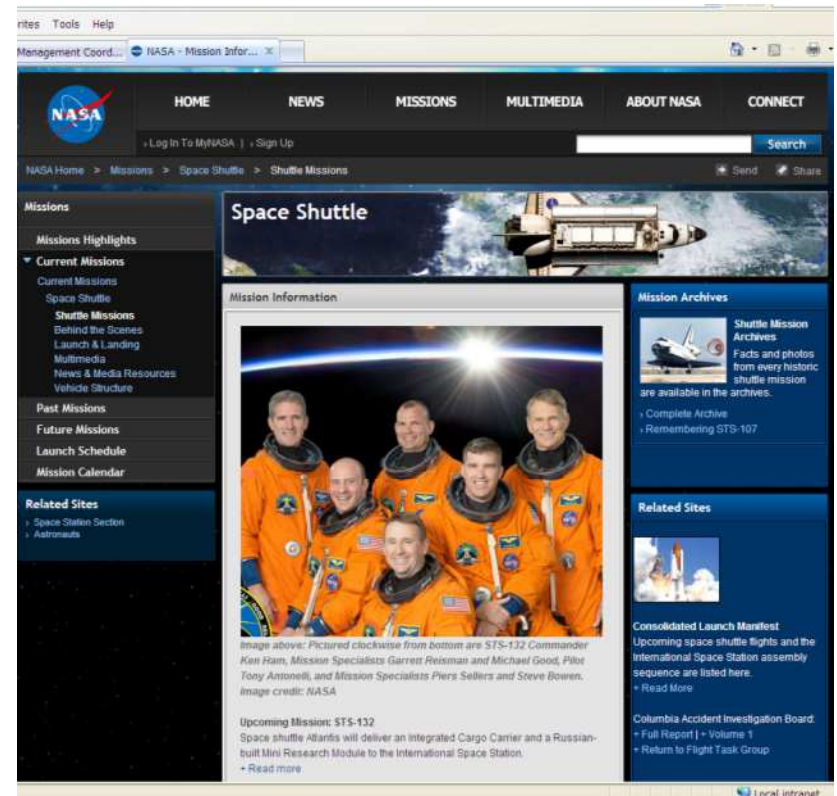 rites Tools Help
Management Coord... NASA - Mission Infor... X
NASA
HOME NEWS MISSIONS MULTIMEDIA ABOUT NASA CONNECT
› Log In To MyNASA | › Sign Up
Search
NASA Home > Missions > Space Shuttle > Shuttle Missions
Send Share
Missions
Missions Highlights
Current Missions
Current Missions
Space Shuttle
Shuttle Missions
Behind the Scenes
Launch & Landing
Multimedia
News & Media Resources
Vehicle Structure
Past Missions
Future Missions
Launch Schedule
Mission Calendar
Related Sites
› Space Station Section
› Astronauts
Space Shuttle
Mission Information
Image above: Pictured clockwise from bottom are STS-132 Commander
Ken Ham, Mission Specialists Garrett Reisman and Michael Good, Pilot
Tony Antonelli, and Mission Specialists Piers Sellers and Steve Bowen.
Image credit: NASA
Upcoming Mission: STS-132
Space shuttle Atlantis will deliver an Integrated Cargo Carrier and a Russian-
built Mini Research Module to the International Space Station.
+ Read more
Mission Archives
Shuttle Mission
Archives
Facts and photos
from every historic
shuttle mission
are available in the archives.
› Complete Archive
› Remembering STS-107
Related Sites
Consolidated Launch Manifest
Upcoming space shuttle flights and the
International Space Station assembly
sequence are listed here.
+ Read More
Columbia Accident Investigation Board:
+ Full Report | + Volume 1
+ Return to Flight Task Group
Local intranet